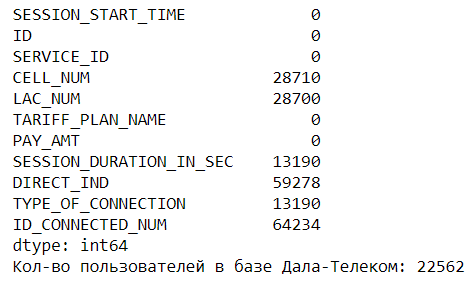 SESSION_START_TIME 0
ID 0
SERVICE_ID 0
CELL_NUM 28710
LAC_NUM 28700
TARIFF_PLAN_NAME 0
PAY_AMT 0
SESSION_DURATION_IN_SEC 13190
DIRECT_IND 59278
TYPE_OF_CONNECTION 13190
ID_CONNECTED_NUM 64234
dtype: int64
Кол-во пользователей в базе Дала-Телеком: 22562